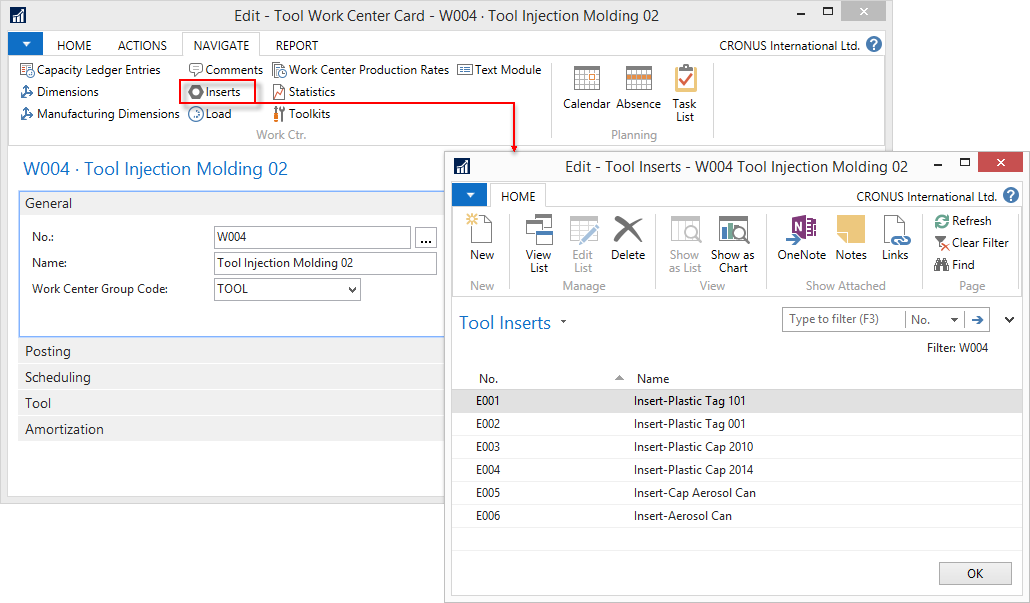 Edit - Tool Work Center Card - W004 · Tool Injection Molding 02
HOME ACTIONS NAVIGATE REPORT CRONUS International Ltd. ?
Capacity Ledger Entries Comments Work Center Production Rates Text Module
Dimensions Inserts Statistics
Manufacturing Dimensions Load Toolkits
Work Ctr.
Calendar Absence Task List
Planning
W004 · Tool Injection Molding 02
General
No.: W004 ...
Name: Tool Injection Molding 02
Work Center Group Code: TOOL
Posting
Scheduling
Tool
Amortization
Edit - Tool Inserts - W004 Tool Injection Molding 02
HOME CRONUS International Ltd. ?
New View List Edit List Delete Show as List Show as Chart OneNote Notes Links
Refresh
Clear Filter
Find
New Manage View Show Attached Page
Tool Inserts Type to filter (F3) No.
Filter: W004
No. Name
E001 Insert-Plastic Tag 101
E002 Insert-Plastic Tag 001
E003 Insert-Plastic Cap 2010
E004 Insert-Plastic Cap 2014
E005 Insert-Cap Aerosol Can
E006 Insert-Aerosol Can
OK